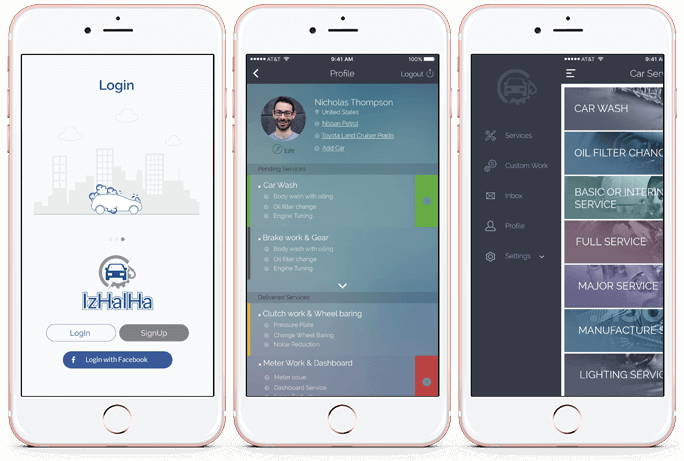 Login
IzHalHa
LogIn
SignUp
f Login with Facebook
AT&T
9:41 AM
100%
Profile
Logout
Nicholas Thompson
United States
Nissan Petrol
Toyota Land Cruiser Prado
Add Car
Edit
Pending Services
Car Wash
Body wash with oiling
Oil filter change
Engine Tuning
Brake work & Gear
Body wash with oiling
Oil filter change
Engine Tuning
Delivered Services
Clutch work & Wheel baring
Pressure Plate
Change Wheel Baring
Noise Reduction
Meter Work & Dashboard
Meter issue
Dashboard Service
Services
Custom Work
Inbox
Profile
Settings
AT&T
9:41 A
Car Ser
CAR WASH
OIL FILTER CHANG
BASIC OR INTERIN
SERVICE
FULL SERVICE
MAJOR SERVICE
MANUFACTURE S
LIGHTING SERVIC